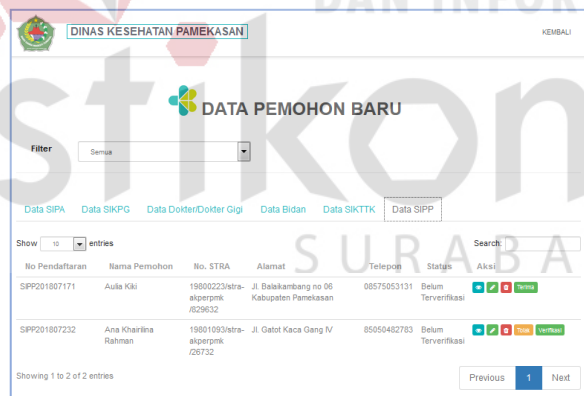 DAN INFOR
DINAS KESEHATAN PAMEKASAN
KEMBALI
DATA PEMOHON BARU
stikom
Filter
Semua
Data SIPA Data SIKPG Data Dokter/Dokter Gigi Data Bidan Data SIKTTK Data SIPP
SURABA
Show 10 entries Search:
No Pendaftaran Nama Pemohon No. STRA Alamat Telepon Status Aksi
SIPP201807171 Aulia Kiki 19800223/stra- Jl. Balaikambang no 06 08575053131 Belum Terima
akperpmk Kabupaten Pamekasan Terverifikasi
/829632
SIPP201807232 Ana Khairilina 19801093/stra- Jl. Gatot Kaca Gang IV 85050482783 Belum Tolak Verifikasi
Rahman akperpmk Terverifikasi
/26732
Showing 1 to 2 of 2 entries
Previous 1 Next